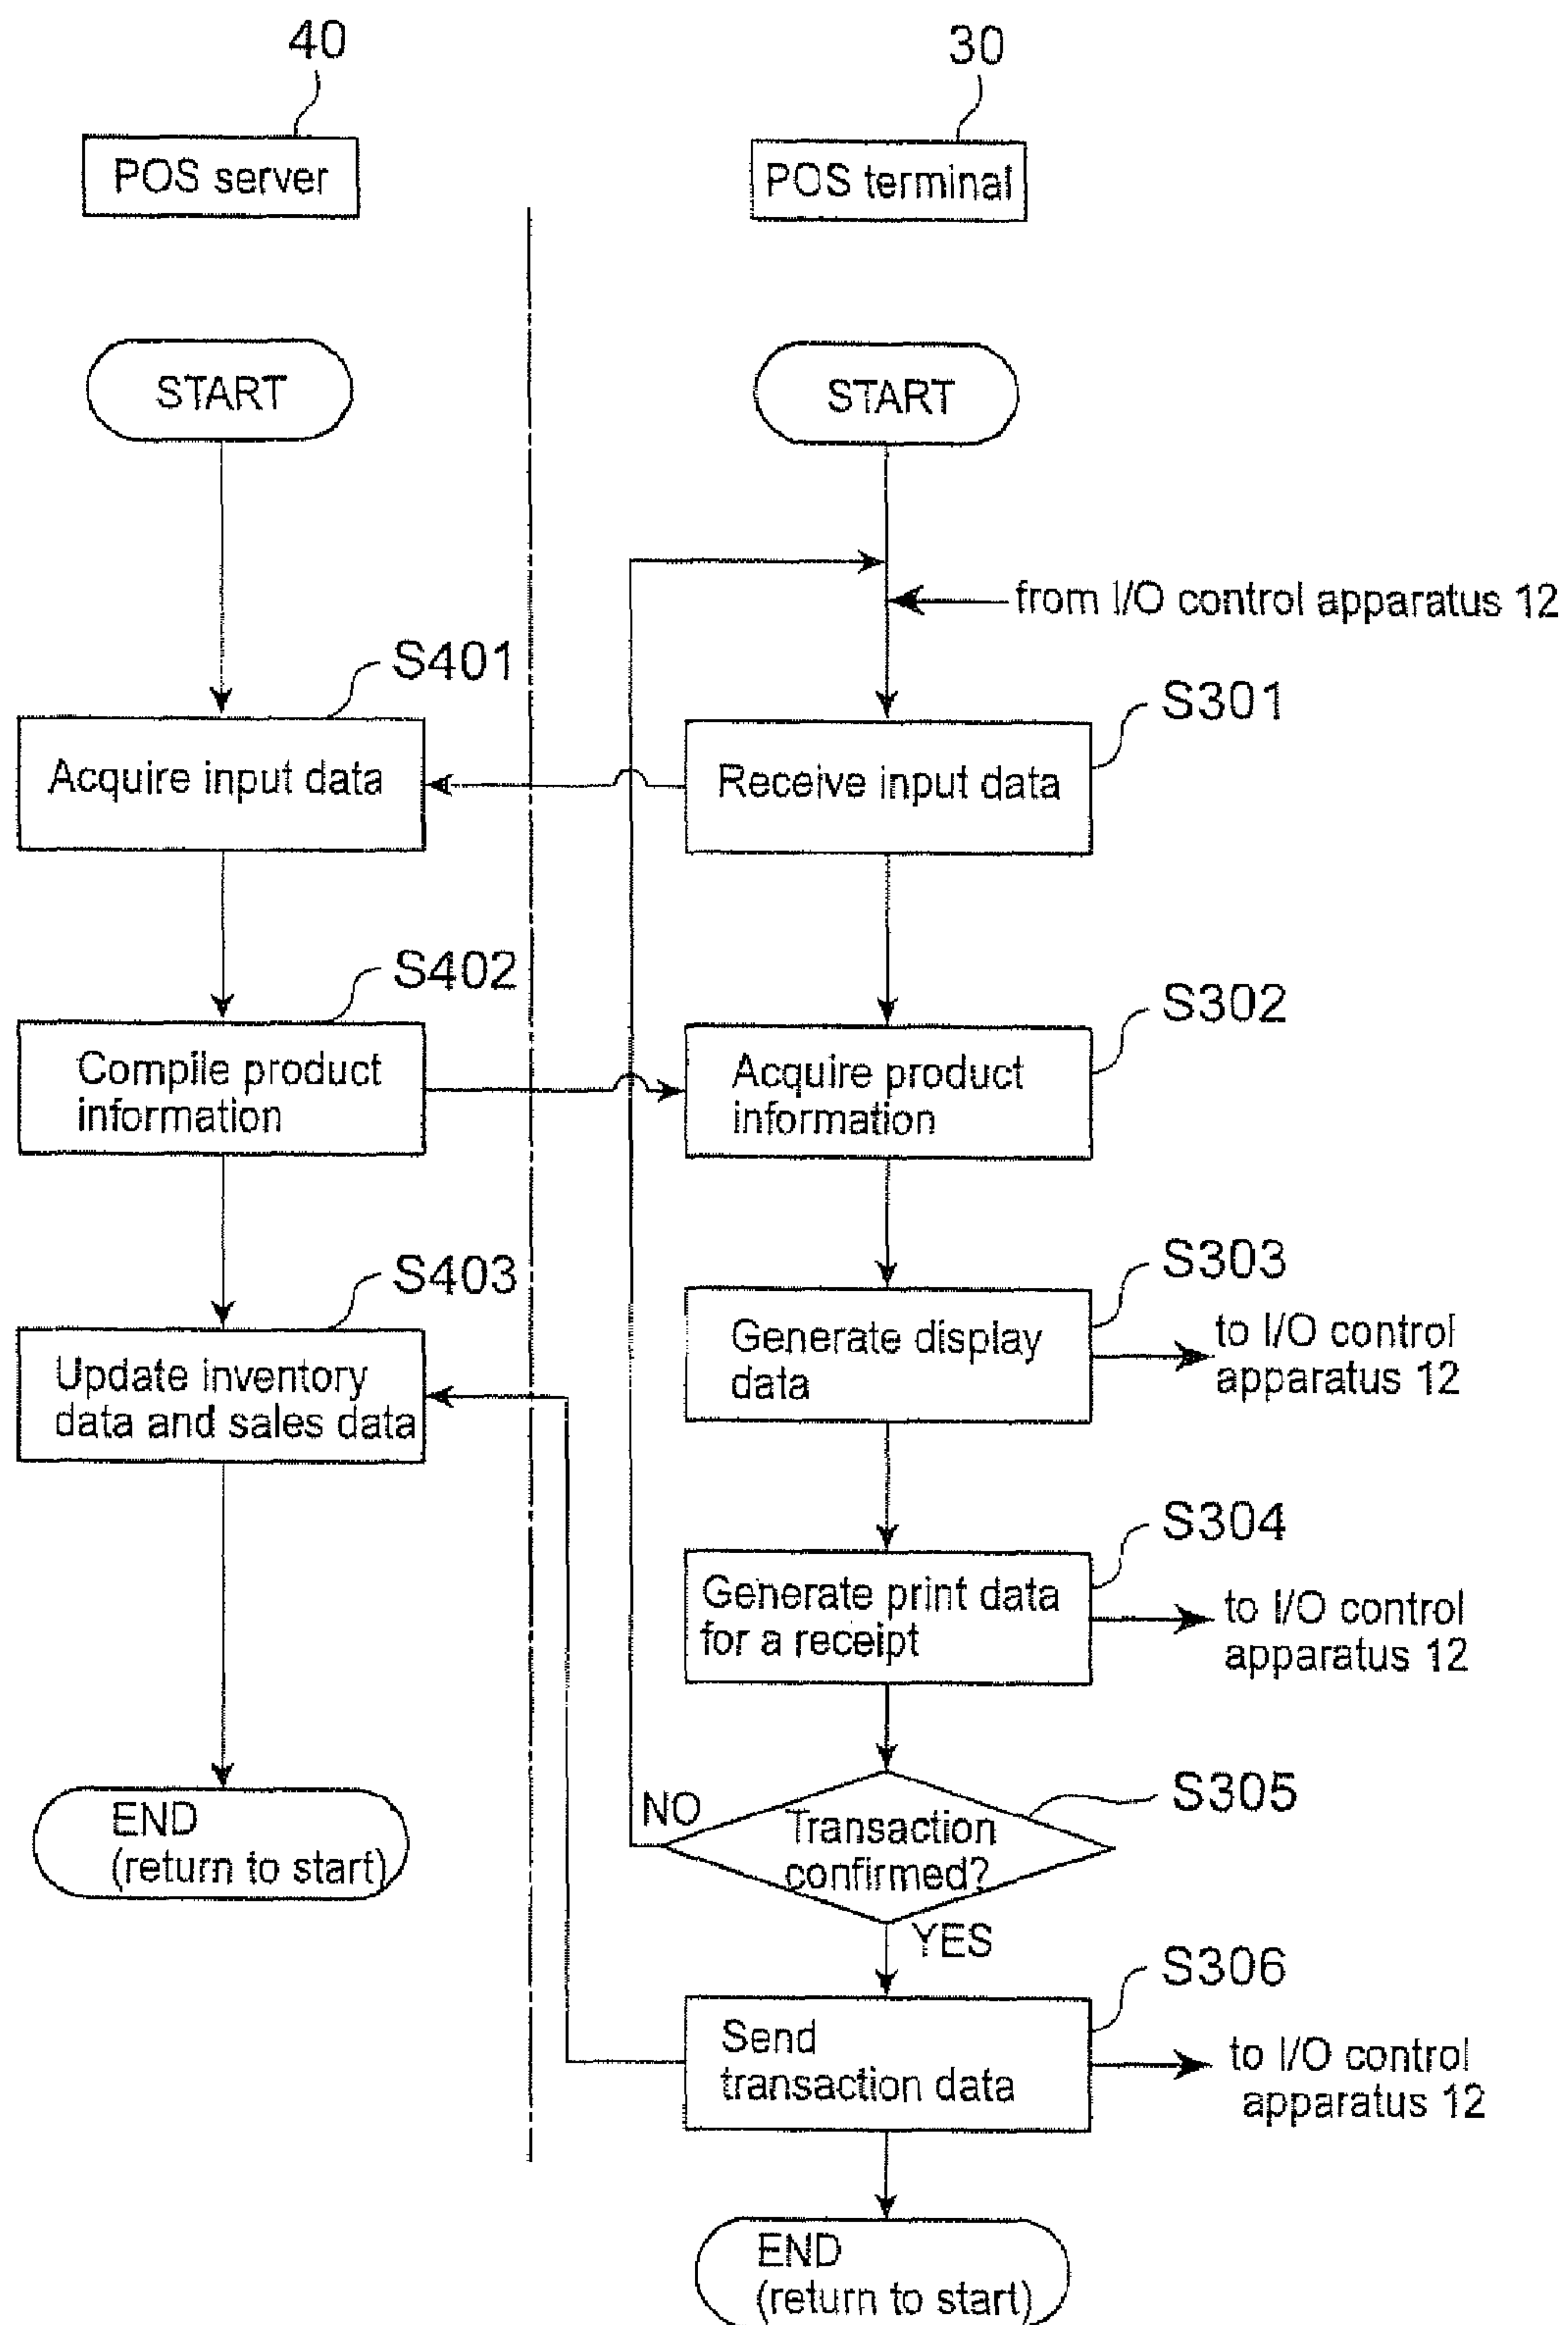 40
30
POS server
POS terminal
START
START
from I/O control apparatus 12
S401
S301
Acquire input data
Receive input data
S402
S302
Compile product
information
Acquire product
information
S403
S303
Update inventory
data and sales data
Generate display
data
to I/O control
apparatus 12
S304
Generate print data
for a receipt
to I/O control
apparatus 12
S305
END
(return to start)
NO
Transaction
confirmed?
YES
S306
Send
transaction data
to I/O control
apparatus 12
END
(return to start)